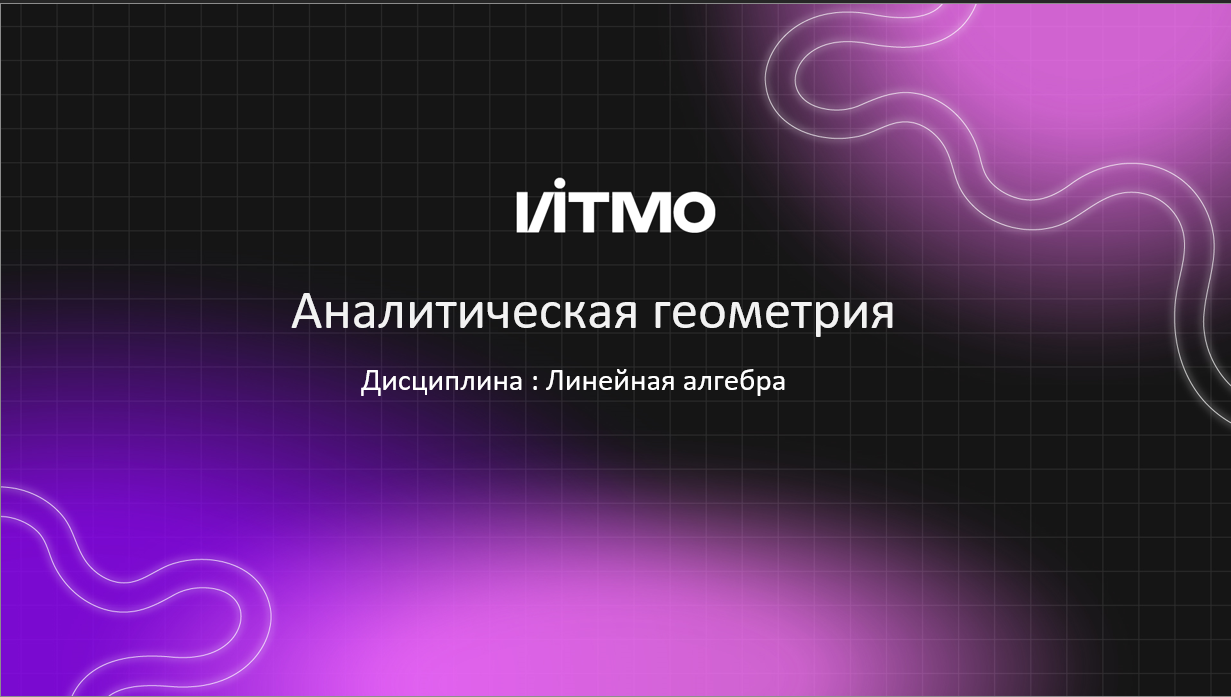 ИТМО
Аналитическая геометрия
Дисциплина : Линейная алгебра